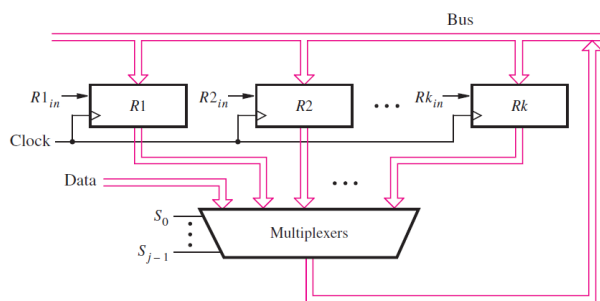 Bus
R1in R1 R2in R2 ••• Rkin Rk
Clock
Data
•••
S0
Multiplexers
Sj−1